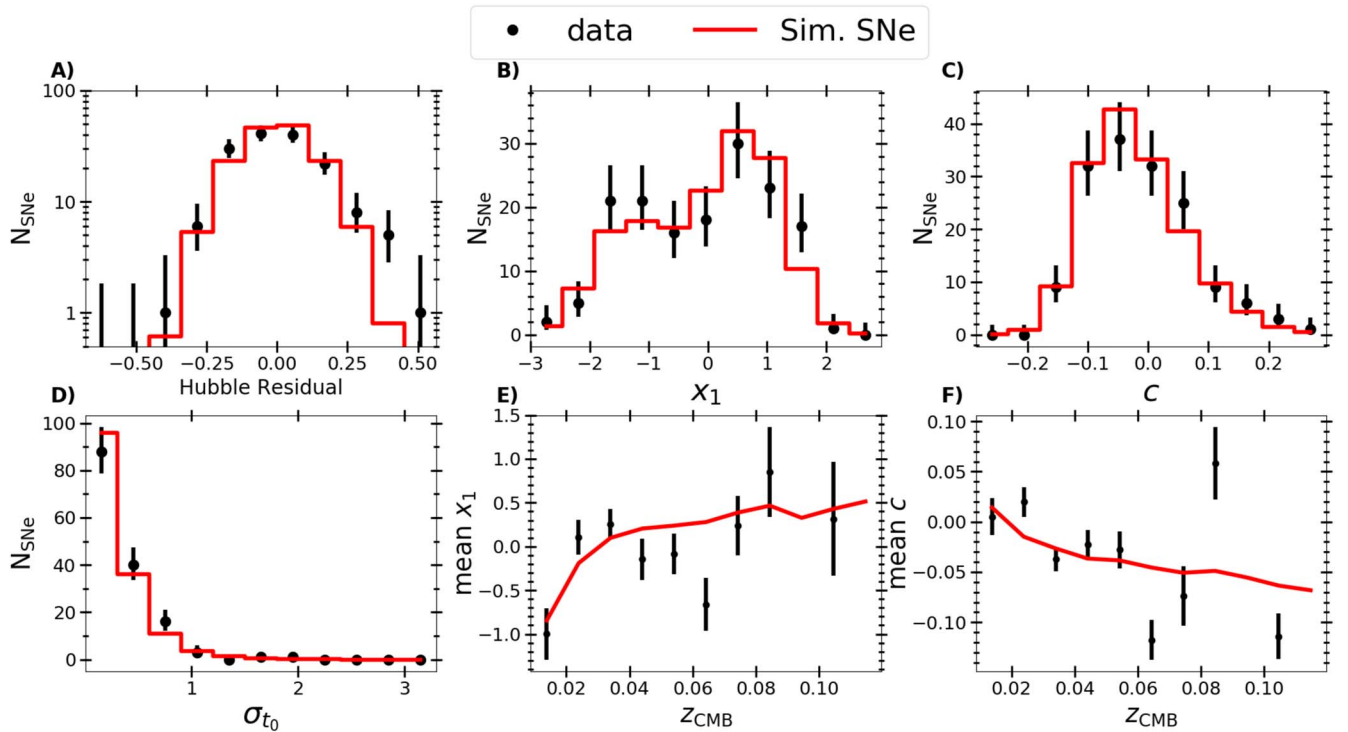 data Sim. SNe
A) B) C)
100
10
1
N_SNe
−0.50 −0.25 0.00 0.25 0.50
Hubble Residual
30
20
10
0
N_SNe
−3 −2 −1 0 1 2
x₁
40
30
20
10
0
N_SNe
−0.2 −0.1 0.0 0.1 0.2
c
D) E) F)
100
80
60
40
20
0
N_SNe
1 2 3
σ_t₀
1.5
1.0
0.5
0.0
−0.5
−1.0
mean x₁
0.02 0.04 0.06 0.08 0.10
z_CMB
0.10
0.05
0.00
−0.05
−0.10
mean c
0.02 0.04 0.06 0.08 0.10
z_CMB